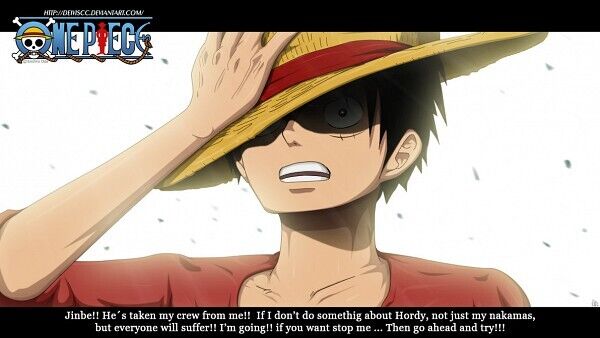 HTTP://DEIVISCC.DEVIANTART.COM/
ONE PIECE
Jinbe!! He´s taken my crew from me!! If I don't do somethig about Hordy, not just my nakamas,
but everyone will suffer!! I'm going!! if you want stop me ... Then go ahead and try!!!